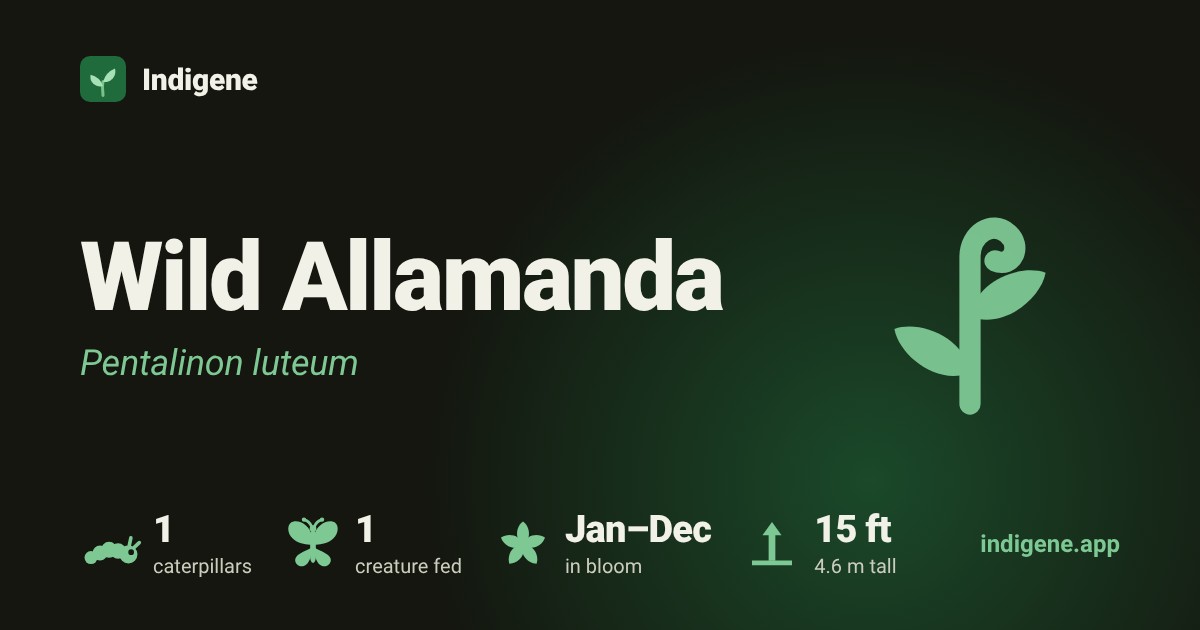 Indigene
Wild Allamanda
Pentalinon luteum
1
caterpillars
1
creature fed
Jan–Dec
in bloom
15 ft
4.6 m tall
indigene.app